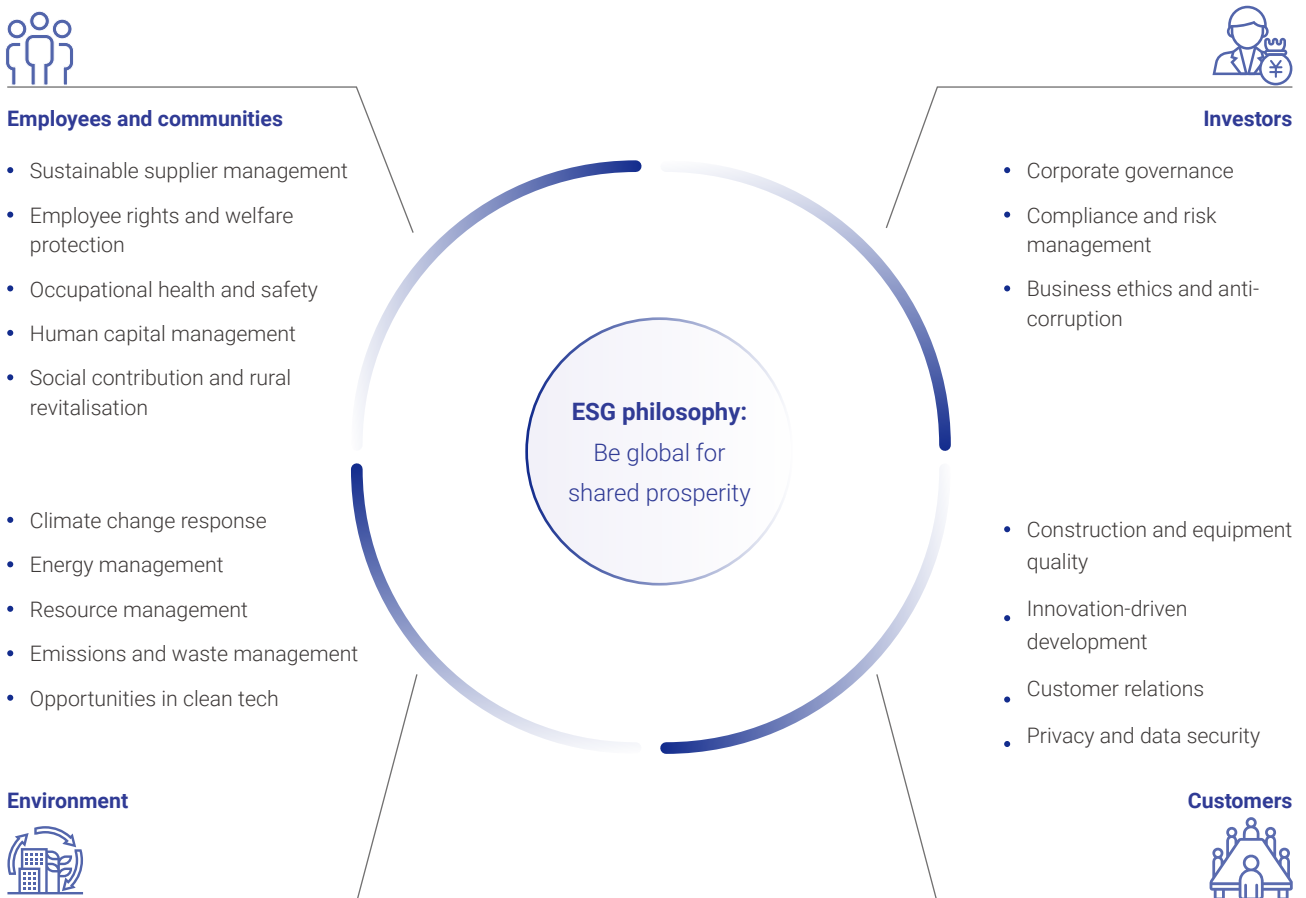 Employees and communities
• Sustainable supplier management
• Employee rights and welfare
protection
• Occupational health and safety
• Human capital management
• Social contribution and rural
revitalisation
Investors
• Corporate governance
• Compliance and risk
management
• Business ethics and anti-
corruption
¥
ESG philosophy:
Be global for
shared prosperity
• Climate change response
• Energy management
• Resource management
• Emissions and waste management
• Opportunities in clean tech
Environment
• Construction and equipment
quality
• Innovation-driven
development
• Customer relations
• Privacy and data security
Customers